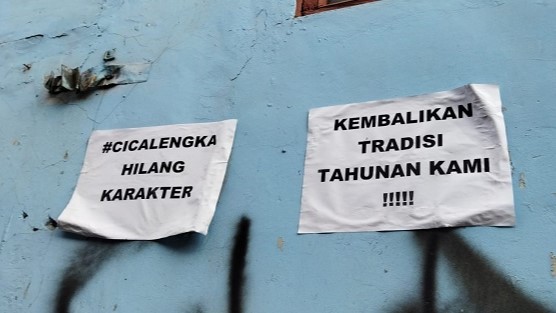 #CICALENGKA
HILANG
KARAKTER
KEMBALIKAN
TRADISI
TAHUNAN KAMI
!!!!!